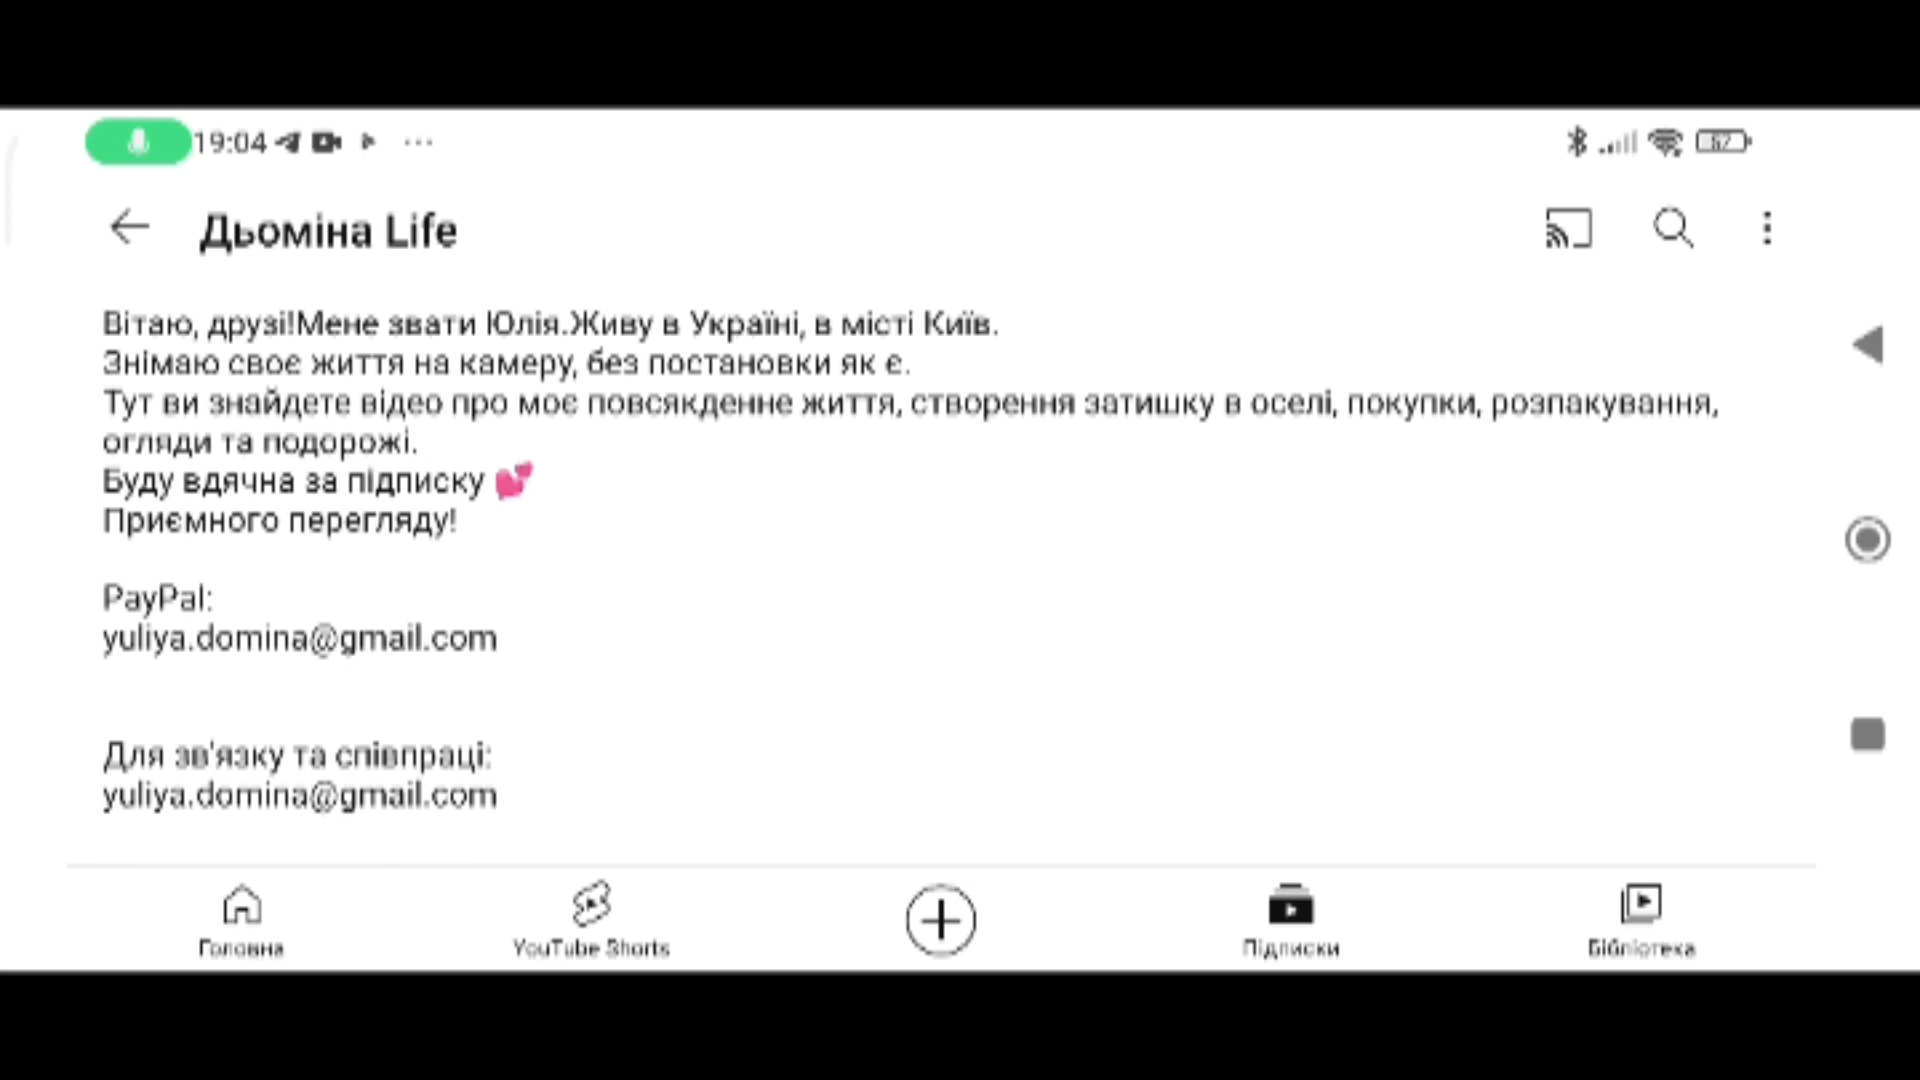 19:04
57
Дьоміна Life
Вітаю, друзі!Мене звати Юлія.Живу в Україні, в місті Київ.
Знімаю своє життя на камеру, без постановки як є.
Тут ви знайдете відео про моє повсякденне життя, створення затишку в оселі, покупки, розпакування,
огляди та подорожі.
Буду вдячна за підписку 💕
Приємного перегляду!
PayPal:
yuliya.domina@gmail.com
Для зв'язку та співпраці:
yuliya.domina@gmail.com
Головна
YouTube Shorts
Підписки
Бібліотека